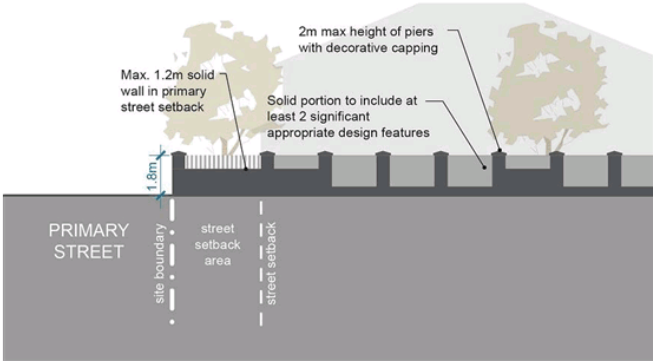 2m max height of piers
with decorative capping
Max. 1.2m solid
wall in primary
street setback
Solid portion to include at
least 2 significant
appropriate design features
1.8m
PRIMARY
STREET
site boundary
street
setback
area
street setback